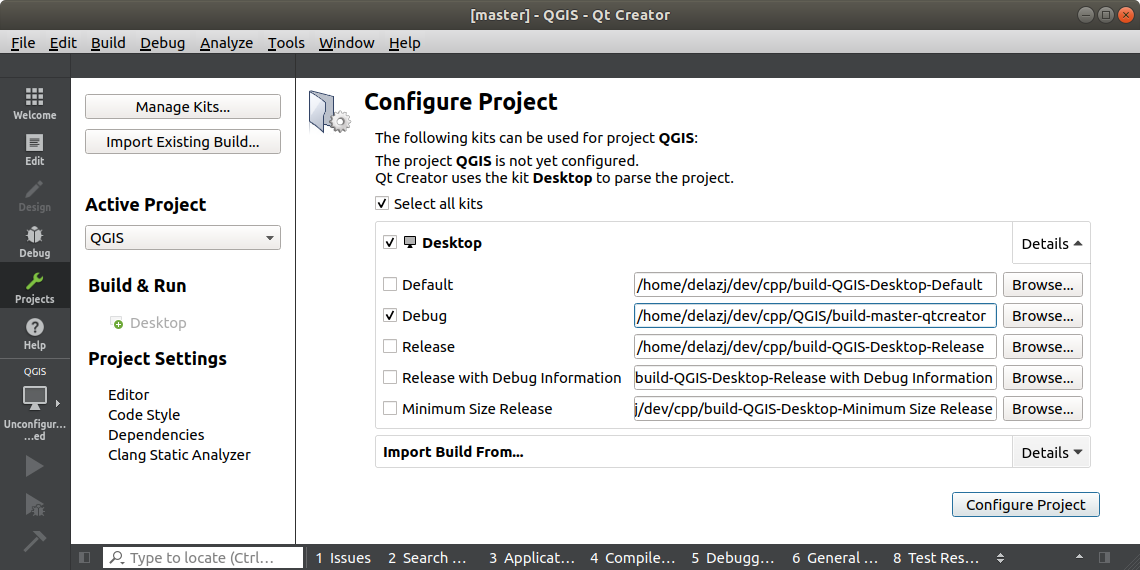 [master] - QGIS - Qt Creator
File Edit Build Debug Analyze Tools Window Help
Welcome
Edit
Design
Debug
Projects
Help
QGIS
Unconfigur...
...ed
Manage Kits...
Import Existing Build...
Active Project
QGIS
Build & Run
Desktop
Project Settings
Editor
Code Style
Dependencies
Clang Static Analyzer
Configure Project
The following kits can be used for project QGIS:
The project QGIS is not yet configured.
Qt Creator uses the kit Desktop to parse the project.
Select all kits
Desktop Details
Default /home/delazj/dev/cpp/build-QGIS-Desktop-Default Browse...
Debug /home/delazj/dev/cpp/QGIS/build-master-qtcreator Browse...
Release /home/delazj/dev/cpp/build-QGIS-Desktop-Release Browse...
Release with Debug Information build-QGIS-Desktop-Release with Debug Information Browse...
Minimum Size Release j/dev/cpp/build-QGIS-Desktop-Minimum Size Release Browse...
Import Build From... Details
Configure Project
Type to locate (Ctrl... 1 Issues 2 Search ... 3 Applicat... 4 Compile... 5 Debugg... 6 General ... 8 Test Res...